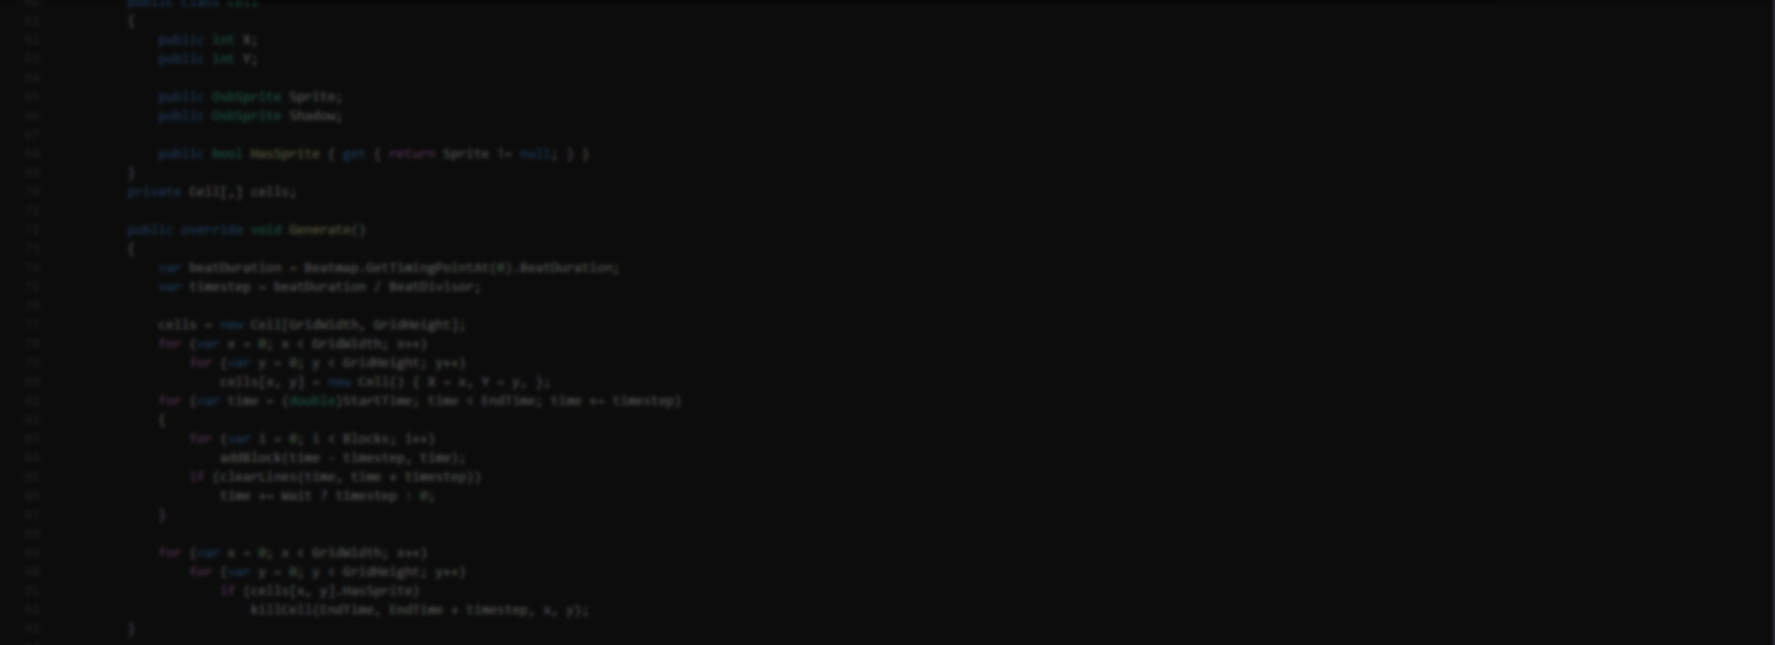 public class Cell
{
public int X;
public int Y;
public OsbSprite Sprite;
public OsbSprite Shadow;
public bool HasSprite { get { return Sprite != null; } }
}
private Cell[,] cells;
public override void Generate()
{
var beatDuration = Beatmap.GetTimingPointAt(0).BeatDuration;
var timestep = beatDuration / BeatDivisor;
cells = new Cell[GridWidth, GridHeight];
for (var x = 0; x < GridWidth; x++)
for (var y = 0; y < GridHeight; y++)
cells[x, y] = new Cell() { X = x, Y = y, };
for (var time = (double)StartTime; time < EndTime; time += timestep)
{
for (var i = 0; i < Blocks; i++)
addBlock(time - timestep, time);
if (clearLines(time, time + timestep))
time += Wait ? timestep : 0;
}
for (var x = 0; x < GridWidth; x++)
for (var y = 0; y < GridHeight; y++)
if (cells[x, y].HasSprite)
killCell(EndTime, EndTime + timestep, x, y);
}